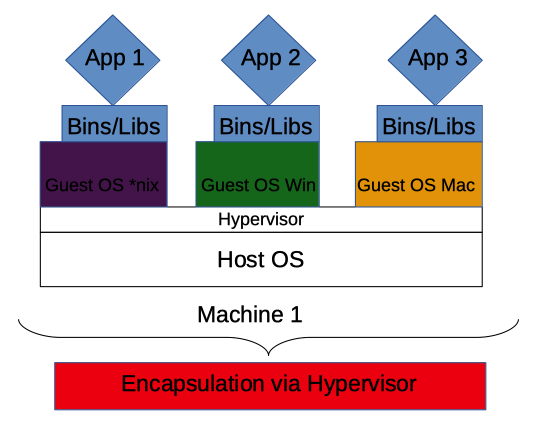 App 1
App 2
App 3
Bins/Libs
Bins/Libs
Bins/Libs
Guest OS *nix
Guest OS Win
Guest OS Mac
Hypervisor
Host OS
Machine 1
Encapsulation via Hypervisor